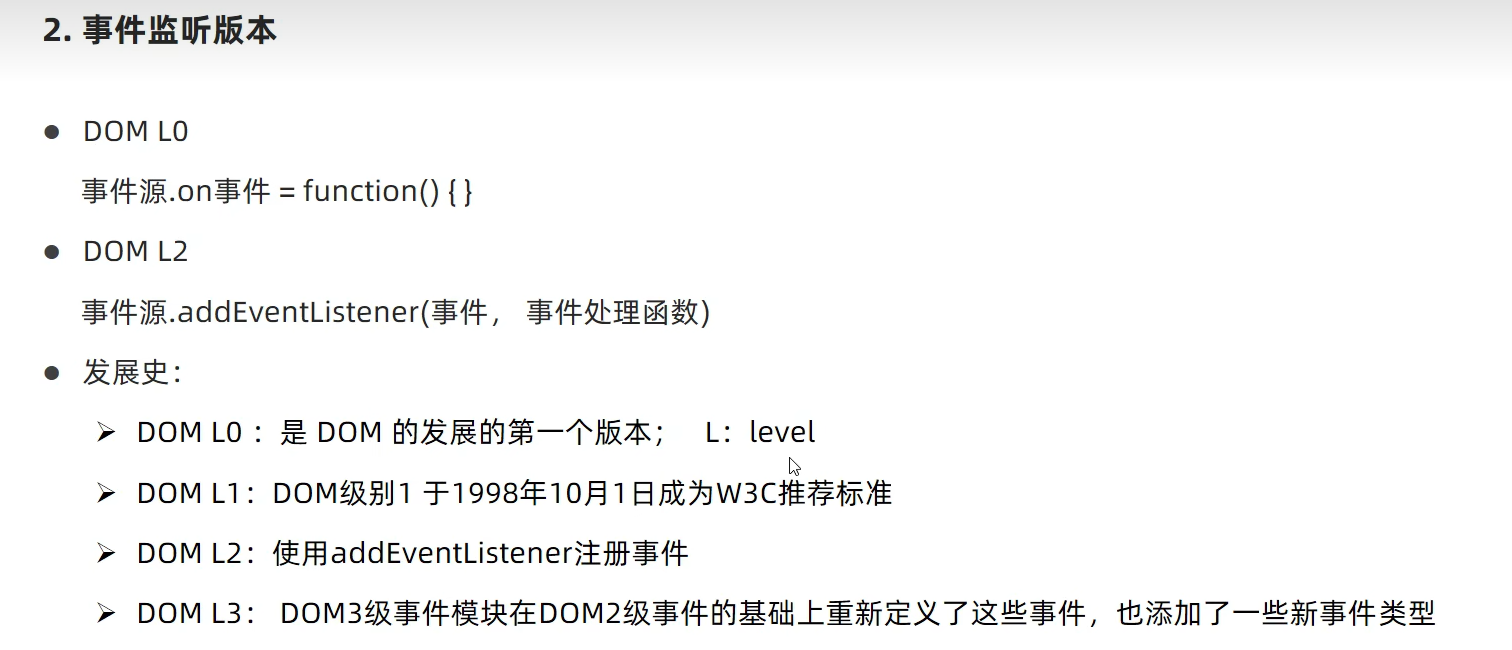 2. 事件监听版本
DOM L0
事件源.on事件 = function() { }
DOM L2
事件源.addEventListener(事件， 事件处理函数)
发展史：
DOM L0 ：是 DOM 的发展的第一个版本； L：level
DOM L1：DOM级别1 于1998年10月1日成为W3C推荐标准
DOM L2：使用addEventListener注册事件
DOM L3： DOM3级事件模块在DOM2级事件的基础上重新定义了这些事件，也添加了一些新事件类型